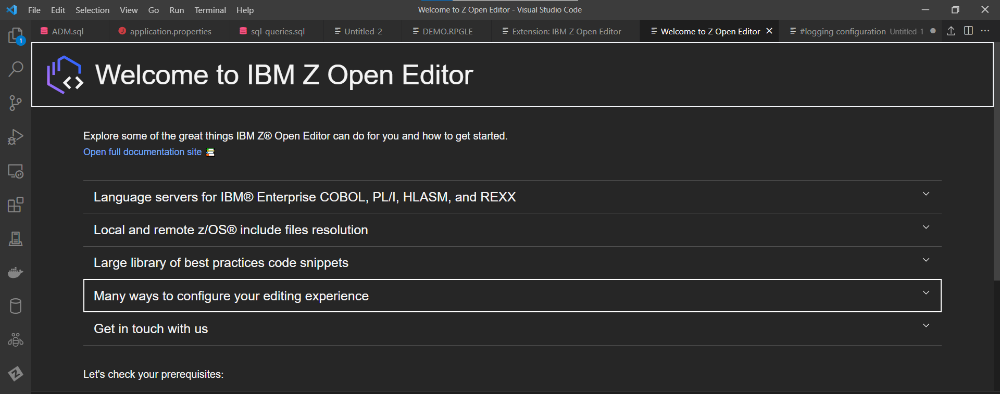 File Edit Selection View Go Run Terminal Help Welcome to Z Open Editor - Visual Studio Code
ADM.sql application.properties sql-queries.sql Untitled-2 DEMO.RPGLE Extension: IBM Z Open Editor Welcome to Z Open Editor #logging configuration Untitled-1
1
Welcome to IBM Z Open Editor
Explore some of the great things IBM Z® Open Editor can do for you and how to get started.
Open full documentation site
Language servers for IBM® Enterprise COBOL, PL/I, HLASM, and REXX
Local and remote z/OS® include files resolution
Large library of best practices code snippets
Many ways to configure your editing experience
Get in touch with us
Let's check your prerequisites: